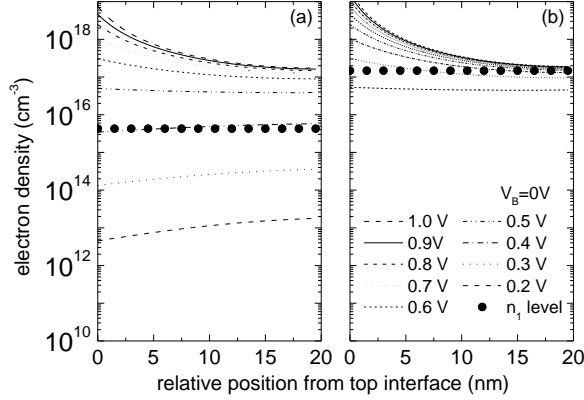 (a)
(b)
10^18
10^16
10^14
10^12
10^10
electron density (cm^-3)
V_B=0V
1.0 V
0.9V
0.8 V
0.7 V
0.6 V
0.5 V
0.4 V
0.3 V
0.2 V
n_1 level
0 5 10 15 20
0 5 10 15 20
relative position from top interface (nm)